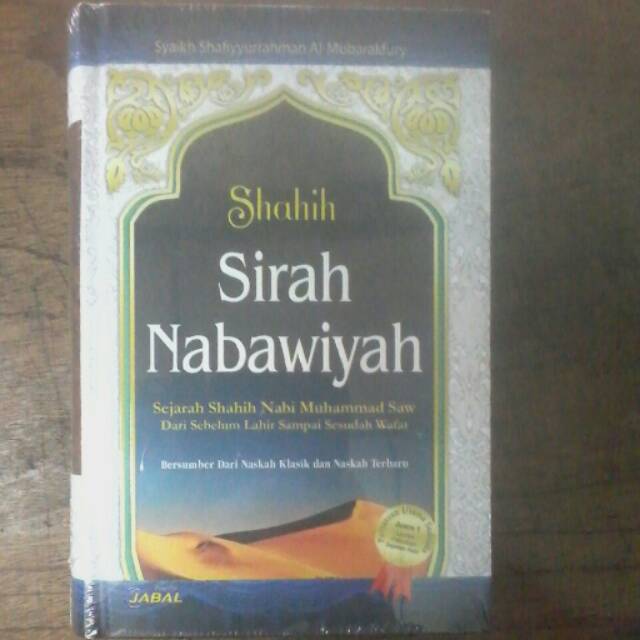 Syaikh Shafiyyurrahman Al Mubarakfury
Shahih
Sirah
Nabawiyah
Sejarah Shahih Nabi Muhammad Saw
Dari Sebelum Lahir Sampai Sesudah Wafat
Bersumber Dari Naskah Klasik dan Naskah Terbaru
JABAL